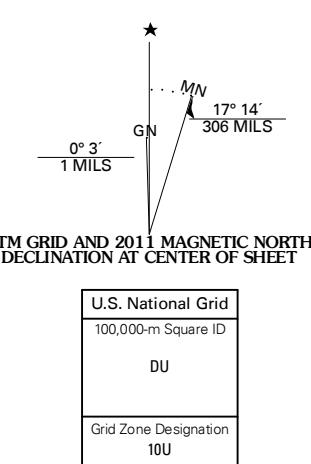 MN
GN
17° 14´
306 MILS
0° 3´
1 MILS
TM GRID AND 2011 MAGNETIC NORTH
DECLINATION AT CENTER OF SHEET
U.S. National Grid
100,000-m Square ID
DU
Grid Zone Designation
10U